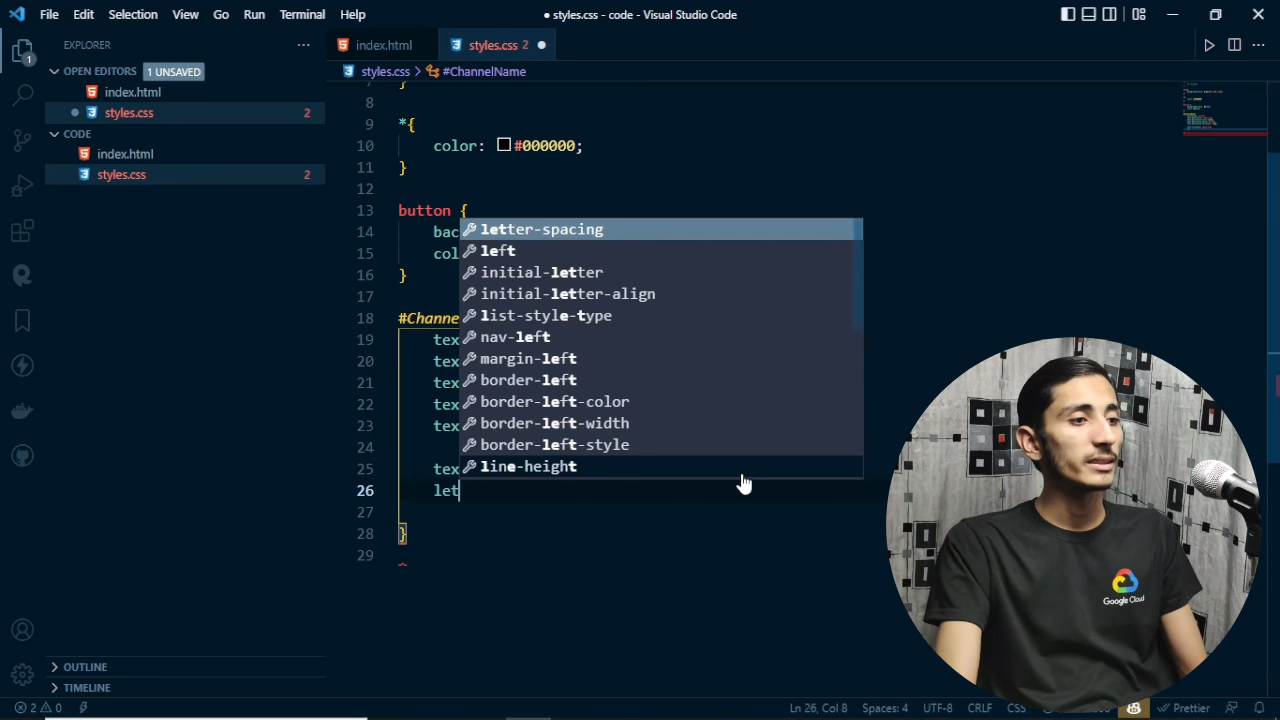 File Edit Selection View Go Run Terminal Help
● styles.css - code - Visual Studio Code
EXPLORER
OPEN EDITORS 1 UNSAVED
index.html
styles.css 2
CODE
index.html
styles.css 2
OUTLINE
TIMELINE
index.html
styles.css 2
styles.css > #ChannelName
7 }
8
9 *{
10 color: #000000;
11 }
12
13 button {
14 bac
15 col
16 }
17
18 #Channe
19 tex
20 tex
21 tex
22 tex
23 tex
24
25 tex
26 let
27
28 }
29
letter-spacing
left
initial-letter
initial-letter-align
list-style-type
nav-left
margin-left
border-left
border-left-color
border-left-width
border-left-style
line-height
Google Cloud
2 0
Ln 26, Col 8 Spaces: 4 UTF-8 CRLF CSS Prettier